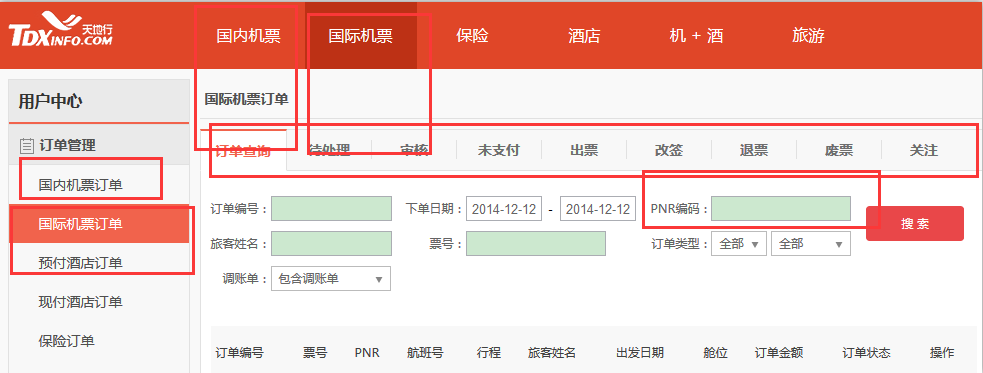 TDXINFO.COM 天地行 国内机票 国际机票 保险 酒店 机 + 酒 旅游
用户中心
订单管理
国内机票订单
国际机票订单
预付酒店订单
现付酒店订单
保险订单
国际机票订单
订单查询 待处理 审核 未支付 出票 改签 退票 废票 关注
订单编号： 下单日期： 2014-12-12 - 2014-12-12 PNR编码： 搜 索
旅客姓名： 票号： 订单类型： 全部 全部
调账单： 包含调账单
订单编号 票号 PNR 航班号 行程 旅客姓名 出发日期 舱位 订单金额 订单状态 操作